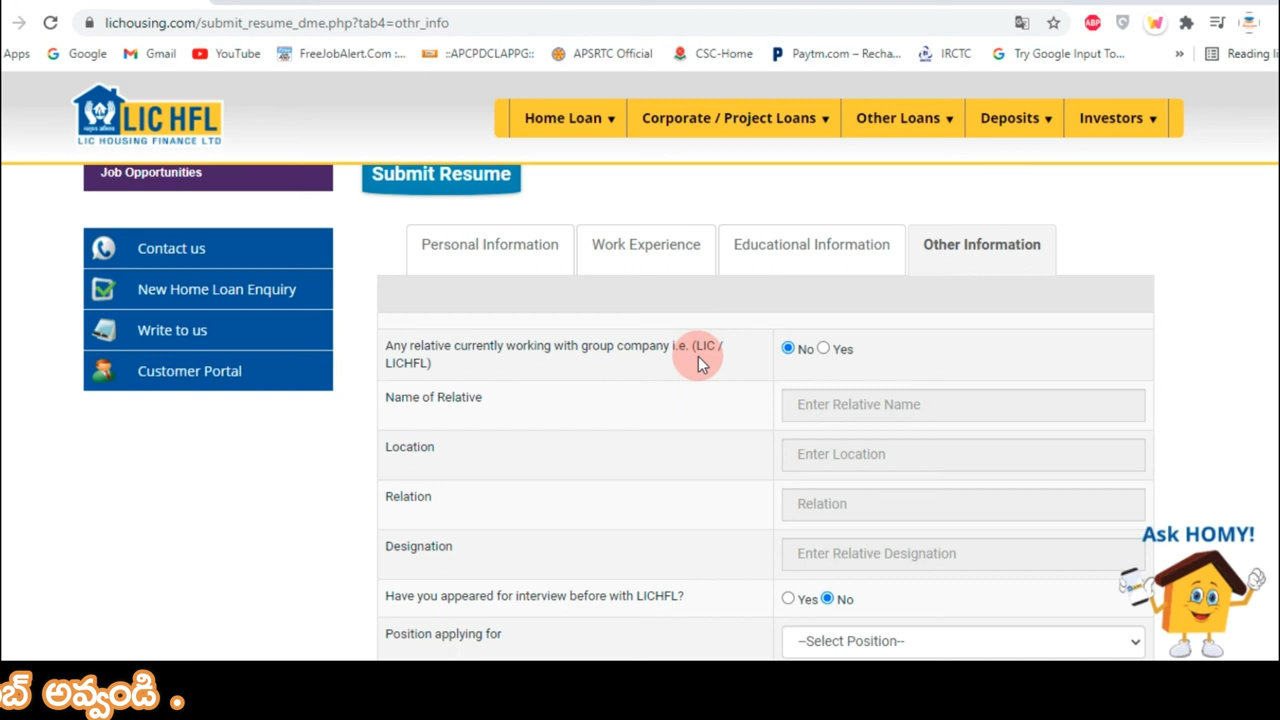 lichousing.com/submit_resume_dme.php?tab4=othr_info
Apps Google Gmail YouTube FreeJobAlert.Com :... ::APCPDCLAPPG:: APSRTC Official CSC-Home Paytm.com – Recha... IRCTC Try Google Input To... » Reading
ABP
LIC HFL
LIC HOUSING FINANCE LTD
Home Loan ▾ Corporate / Project Loans ▾ Other Loans ▾ Deposits ▾ Investors ▾
Job Opportunities
Submit Resume
Contact us
New Home Loan Enquiry
Write to us
Customer Portal
Personal Information Work Experience Educational Information Other Information
Any relative currently working with group company i.e. (LIC /
LICHFL)
No Yes
Name of Relative Enter Relative Name
Location Enter Location
Relation Relation
Designation Enter Relative Designation
Have you appeared for interview before with LICHFL? Yes No
Position applying for --Select Position--
Ask HOMY!
అవ్వండి .